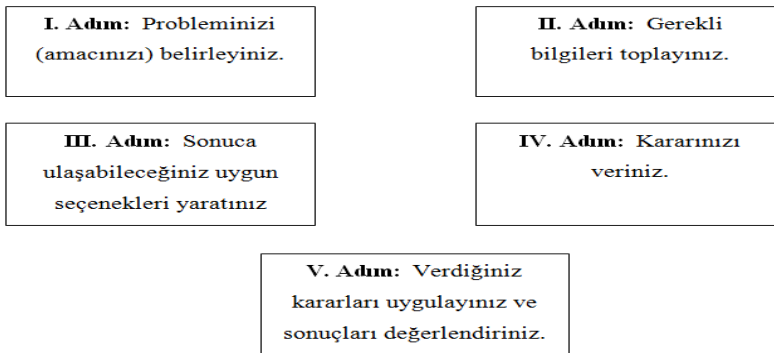 I. Adım: Probleminizi
(amacınızı) belirleyiniz.
II. Adım: Gerekli
bilgileri toplayınız.
III. Adım: Sonuca
ulaşabileceğiniz uygun
seçenekleri yaratınız
IV. Adım: Kararınızı
veriniz.
V. Adım: Verdiğiniz
kararları uygulayınız ve
sonuçları değerlendiriniz.